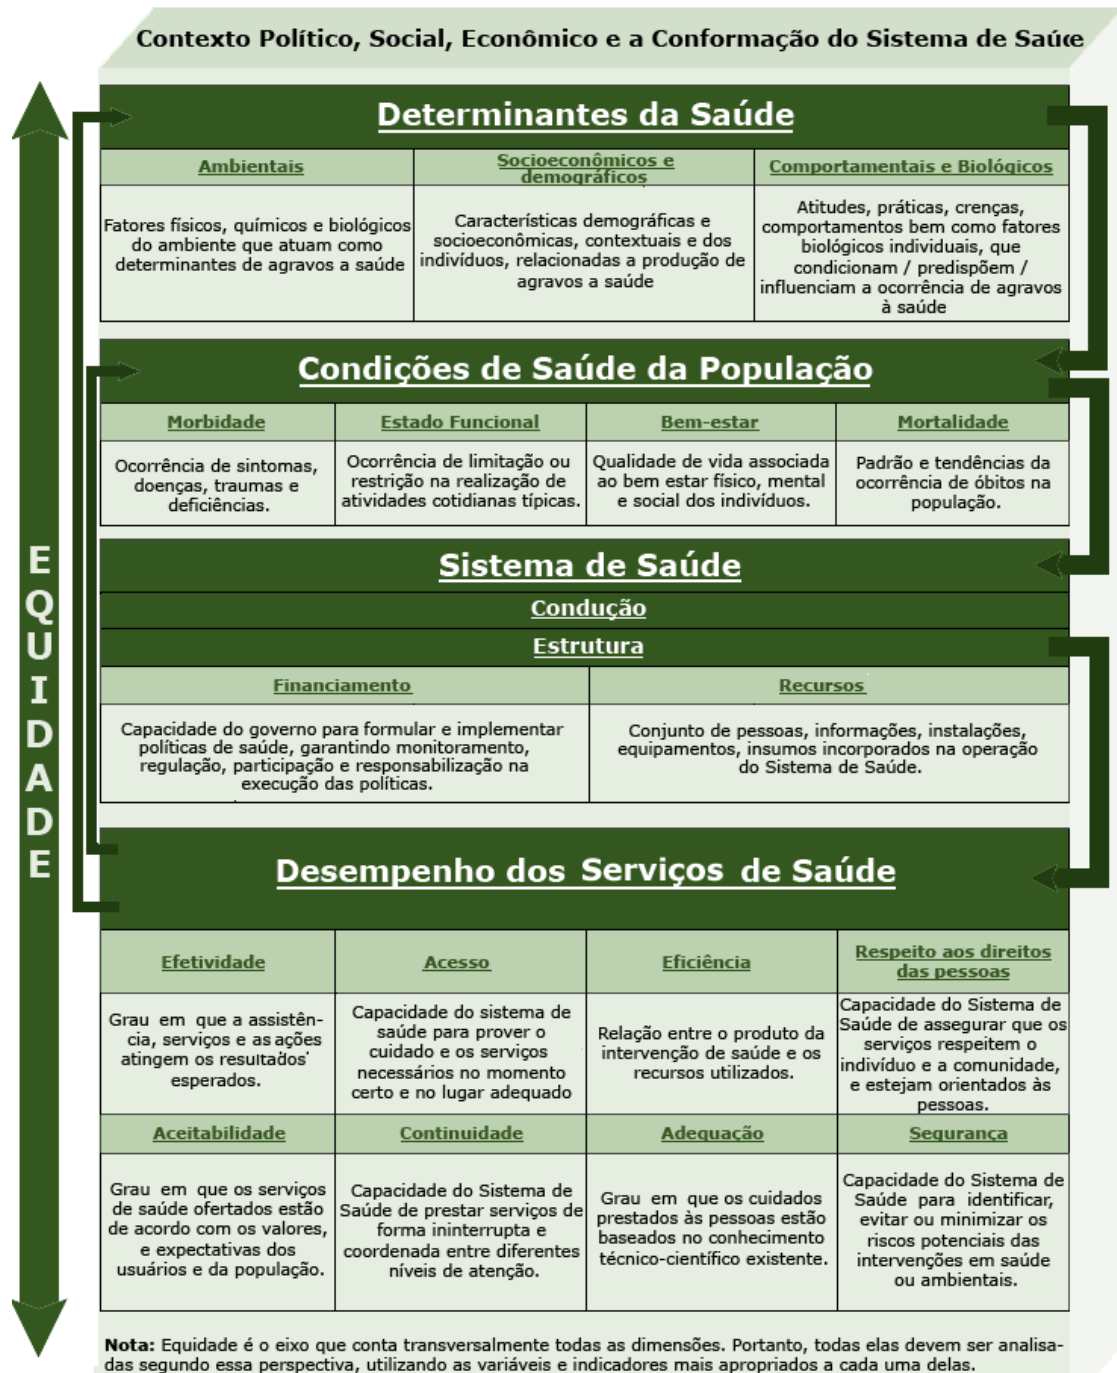 Contexto Político, Social, Econômico e a Conformação do Sistema de Saúde
Determinantes da Saúde
Ambientais
Fatores físicos, químicos e biológicos
do ambiente que atuam como
determinantes de agravos a saúde
Socioeconômicos e
demográficos
Características demográficas e
socioeconômicas, contextuais e dos
indivíduos, relacionadas a produção de
agravos a saúde
Comportamentais e Biológicos
Atitudes, práticas, crenças,
comportamentos bem como fatores
biológicos individuais, que
condicionam / predispõem /
influenciam a ocorrência de agravos
à saúde
Condições de Saúde da População
Morbidade
Ocorrência de sintomas,
doenças, traumas e
deficiências.
Estado Funcional
Ocorrência de limitação ou
restrição na realização de
atividades cotidianas típicas.
Bem-estar
Qualidade de vida associada
ao bem estar físico, mental
e social dos indivíduos.
Mortalidade
Padrão e tendências da
ocorrência de óbitos na
população.
Sistema de Saúde
Condução
Estrutura
Financiamento
Capacidade do governo para formular e implementar
políticas de saúde, garantindo monitoramento,
regulação, participação e responsabilização na
execução das políticas.
Recursos
Conjunto de pessoas, informações, instalações,
equipamentos, insumos incorporados na operação
do Sistema de Saúde.
Desempenho dos Serviços de Saúde
Efetividade
Grau em que a assistên-
cia, serviços e as ações
atingem os resultados
esperados.
Acesso
Capacidade do sistema de
saúde para prover o
cuidado e os serviços
necessários no momento
certo e no lugar adequado
Eficiência
Relação entre o produto da
intervenção de saúde e os
recursos utilizados.
Respeito aos direitos
das pessoas
Capacidade do Sistema de
Saúde de assegurar que os
serviços respeitem o
indivíduo e a comunidade,
e estejam orientados às
pessoas.
Aceitabilidade
Grau em que os serviços
de saúde ofertados estão
de acordo com os valores,
e expectativas dos
usuários e da população.
Continuidade
Capacidade do Sistema de
Saúde de prestar serviços de
forma ininterrupta e
coordenada entre diferentes
níveis de atenção.
Adequação
Grau em que os cuidados
prestados às pessoas estão
baseados no conhecimento
técnico-científico existente.
Segurança
Capacidade do Sistema de
Saúde para identificar,
evitar ou minimizar os
riscos potenciais das
intervenções em saúde
ou ambientais.
EQUIDADE
Nota: Equidade é o eixo que conta transversalmente todas as dimensões. Portanto, todas elas devem ser analisa-
das segundo essa perspectiva, utilizando as variáveis e indicadores mais apropriados a cada uma delas.